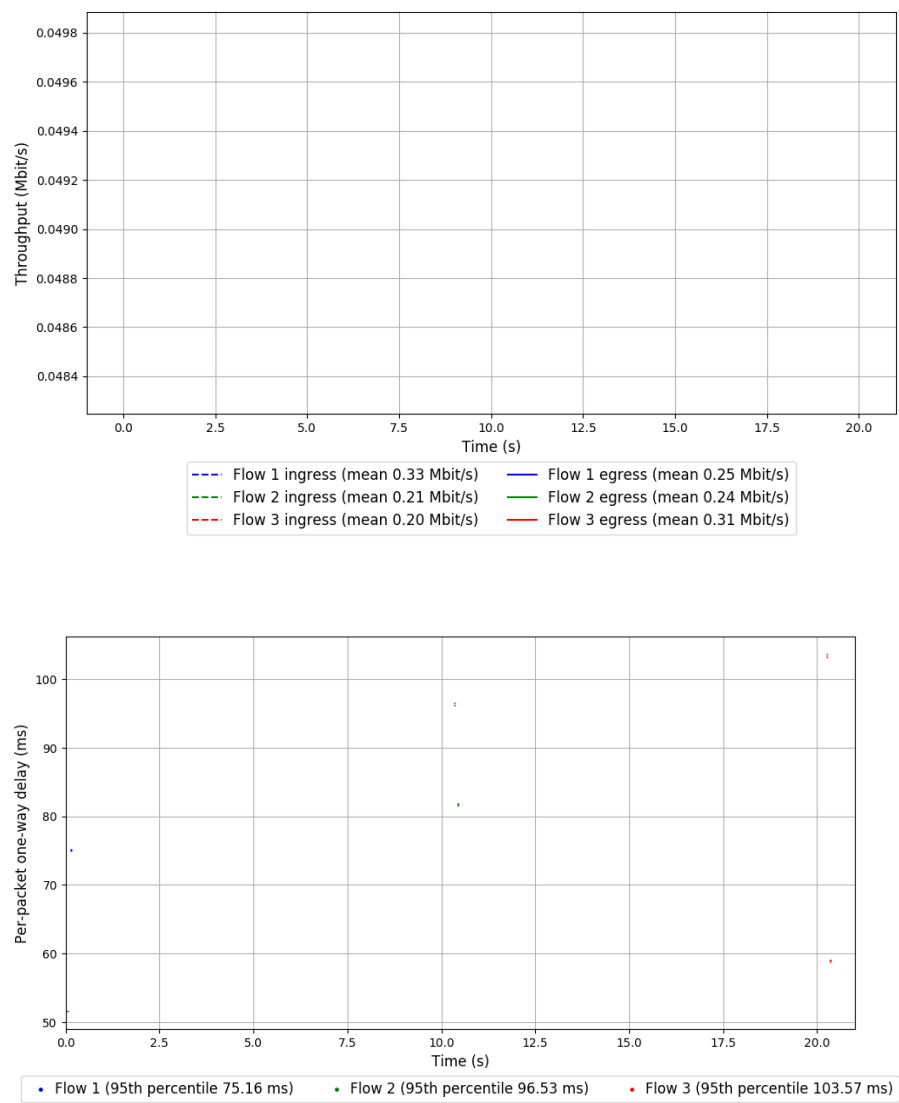 0.0498
0.0496
0.0494
0.0492
0.0490
0.0488
0.0486
0.0484
Throughput (Mbit/s)
0.0 2.5 5.0 7.5 10.0 12.5 15.0 17.5 20.0
Time (s)
Flow 1 ingress (mean 0.33 Mbit/s) Flow 1 egress (mean 0.25 Mbit/s)
Flow 2 ingress (mean 0.21 Mbit/s) Flow 2 egress (mean 0.24 Mbit/s)
Flow 3 ingress (mean 0.20 Mbit/s) Flow 3 egress (mean 0.31 Mbit/s)
100
90
80
70
60
50
Per-packet one-way delay (ms)
0.0 2.5 5.0 7.5 10.0 12.5 15.0 17.5 20.0
Time (s)
Flow 1 (95th percentile 75.16 ms) Flow 2 (95th percentile 96.53 ms) Flow 3 (95th percentile 103.57 ms)